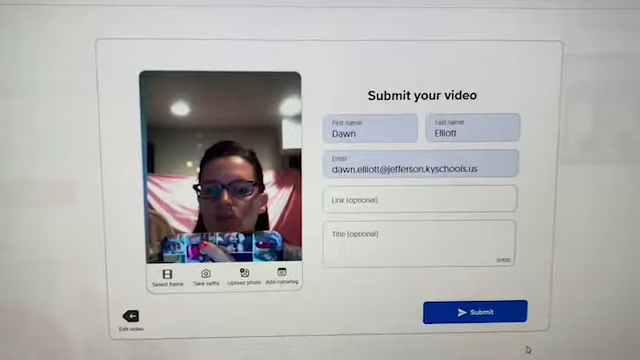 Submit your video
First name
Last name
Dawn
Elliott
Email
dawn.elliott@jefferson.kyschools.us
Link (optional)
Title (optional)
0/100
Select frame
Take selfie
Upload photo
Add nametag
Edit video
Submit